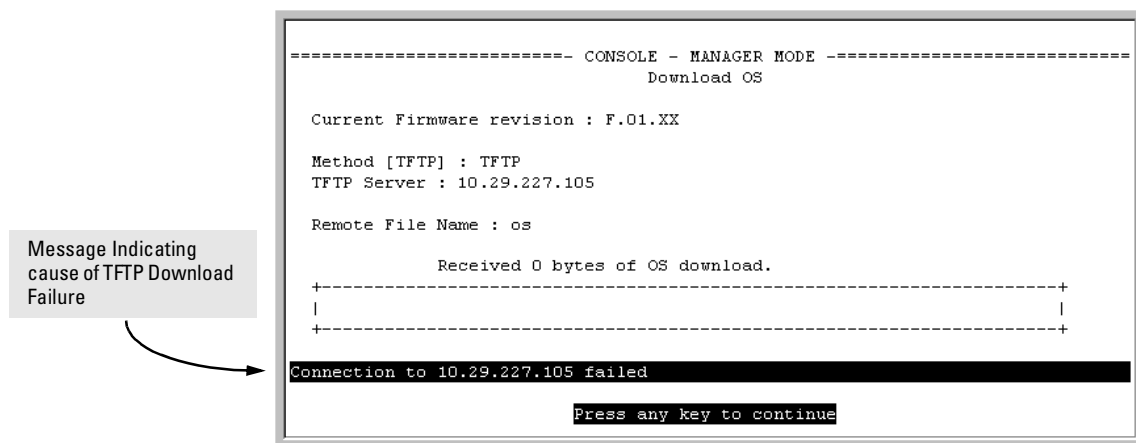 ==========================- CONSOLE - MANAGER MODE -============================
Download OS
Current Firmware revision : F.01.XX
Method [TFTP] : TFTP
TFTP Server : 10.29.227.105
Remote File Name : os
Received 0 bytes of OS download.
+----------------------------------------------------------------------+
|                                                                      |
+----------------------------------------------------------------------+
Message Indicating
cause of TFTP Download
Failure
Connection to 10.29.227.105 failed
Press any key to continue